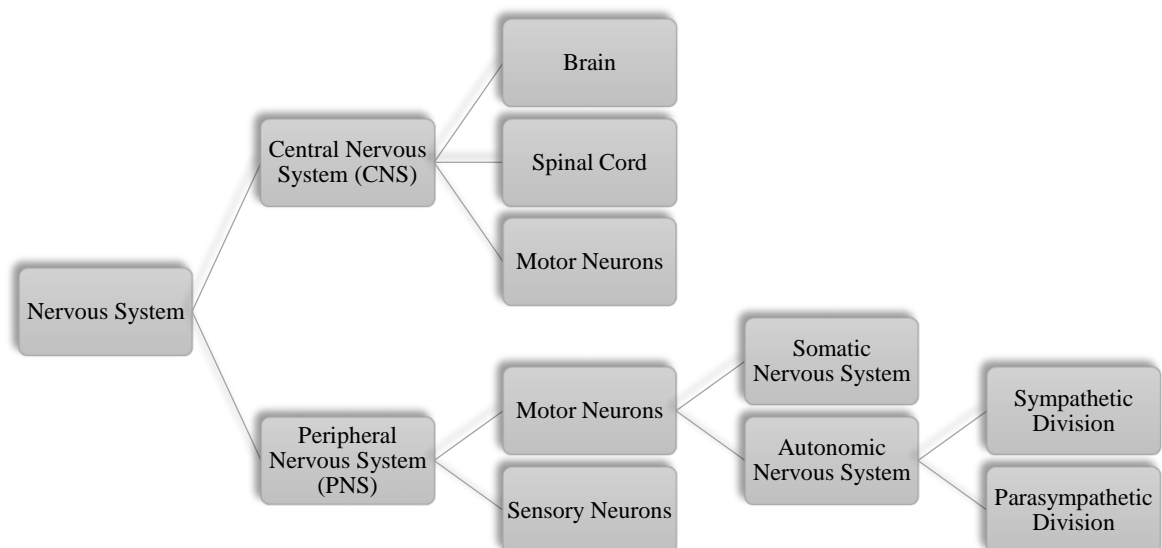 Nervous System
Central Nervous
System (CNS)
Brain
Spinal Cord
Motor Neurons
Peripheral
Nervous System
(PNS)
Motor Neurons
Somatic
Nervous System
Autonomic
Nervous System
Sympathetic
Division
Parasympathetic
Division
Sensory Neurons